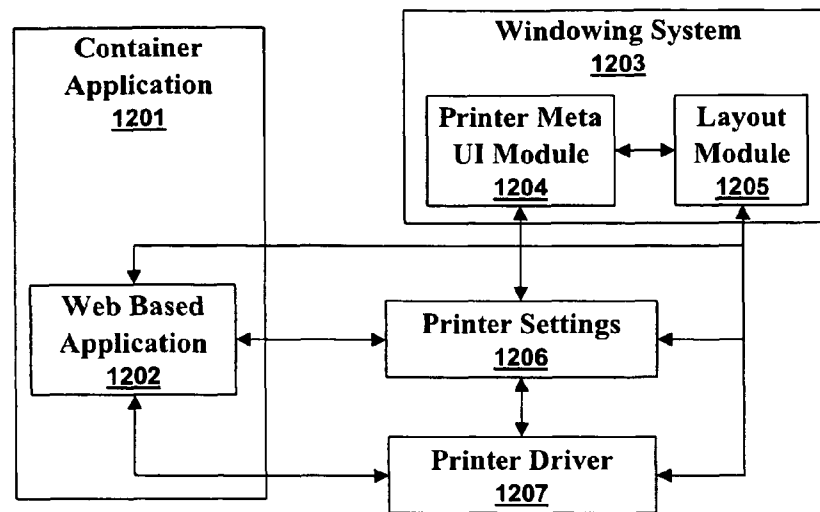 Container
Application
1201
Windowing System
1203
Printer Meta
UI Module
1204
Layout
Module
1205
Web Based
Application
1202
Printer Settings
1206
Printer Driver
1207